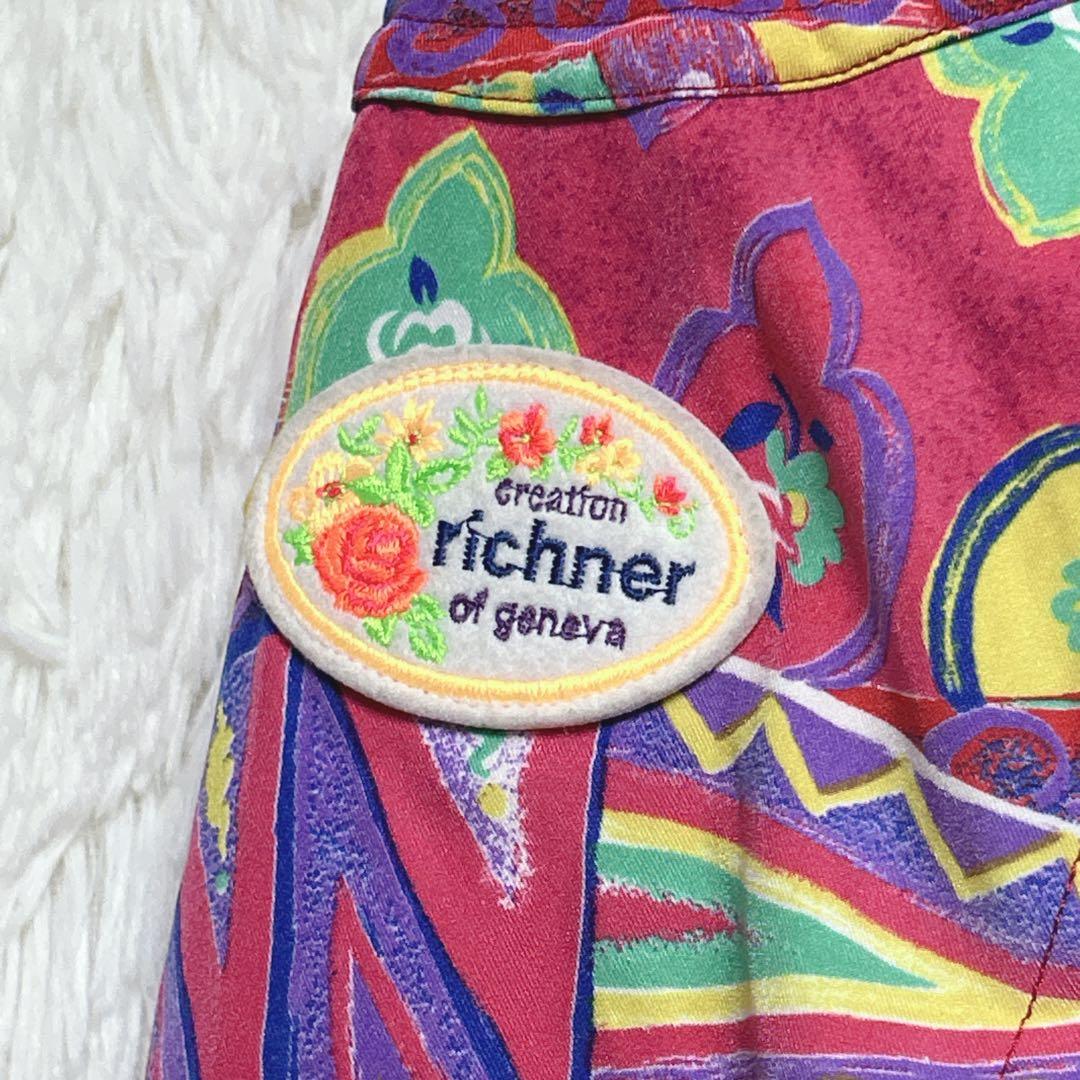 creation
richner
of geneva